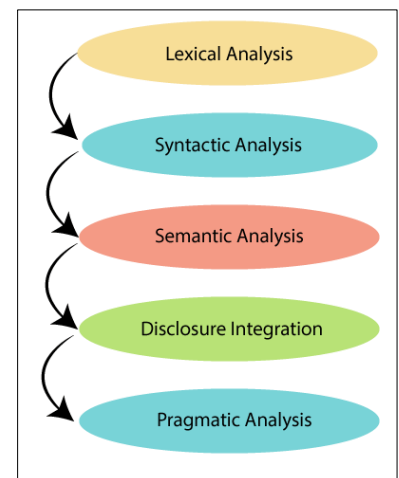 Lexical Analysis
Syntactic Analysis
Semantic Analysis
Disclosure Integration
Pragmatic Analysis